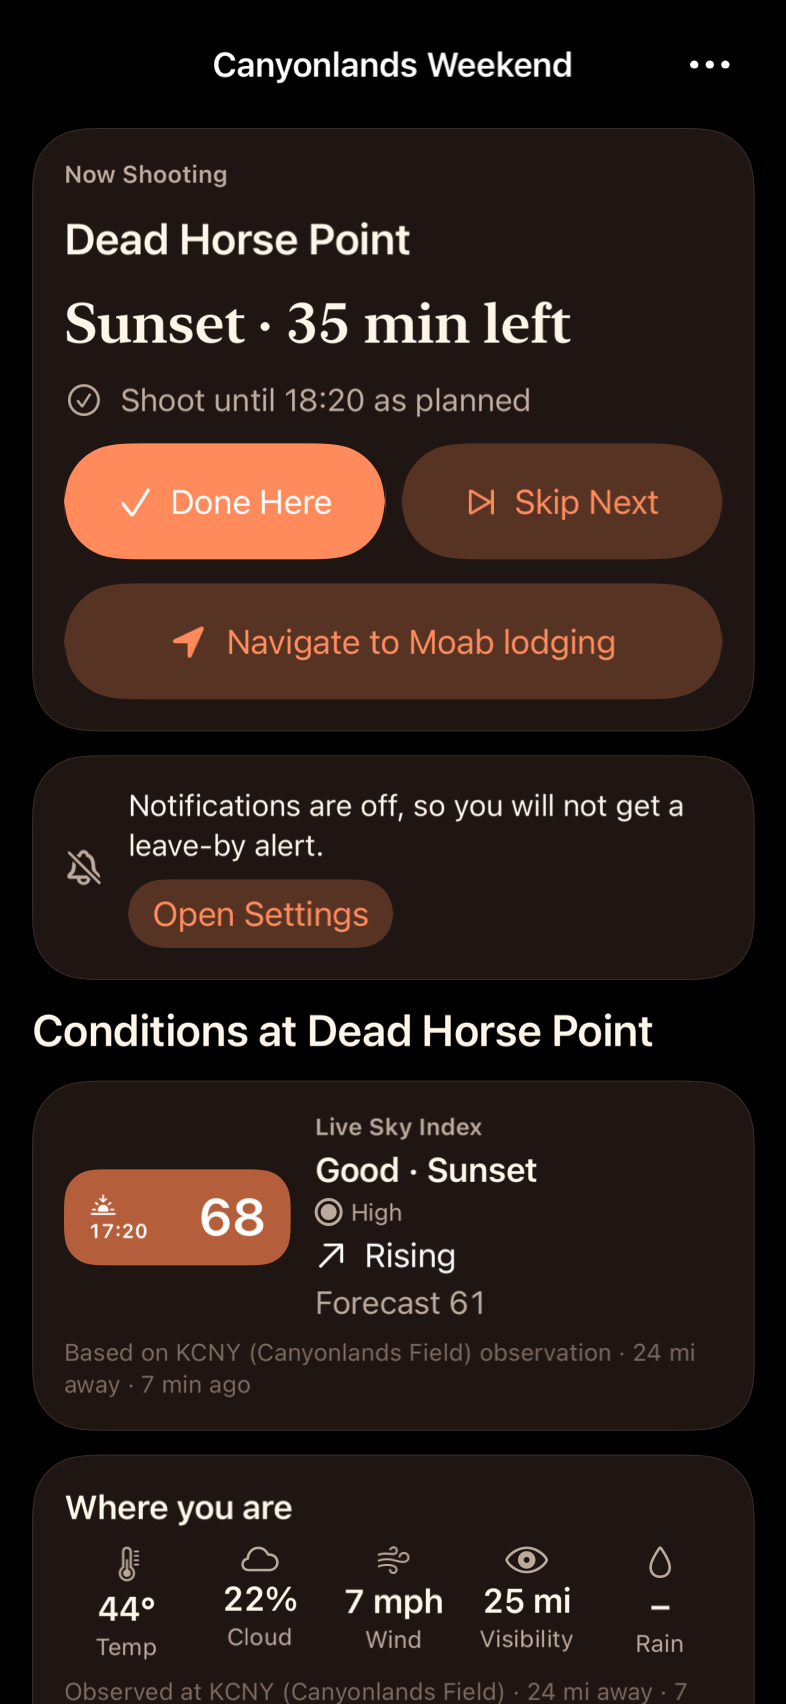 Canyonlands Weekend
Now Shooting
Dead Horse Point
Sunset · 35 min left
Shoot until 18:20 as planned
Done Here
Skip Next
Navigate to Moab lodging
Notifications are off, so you will not get a
leave-by alert.
Open Settings
Conditions at Dead Horse Point
Live Sky Index
Good · Sunset
High
Rising
Forecast 61
17:20
68
Based on KCNY (Canyonlands Field) observation · 24 mi
away · 7 min ago
Where you are
44° 22% 7 mph 25 mi –
Temp Cloud Wind Visibility Rain
Observed at KCNY (Canyonlands Field) · 24 mi away · 7